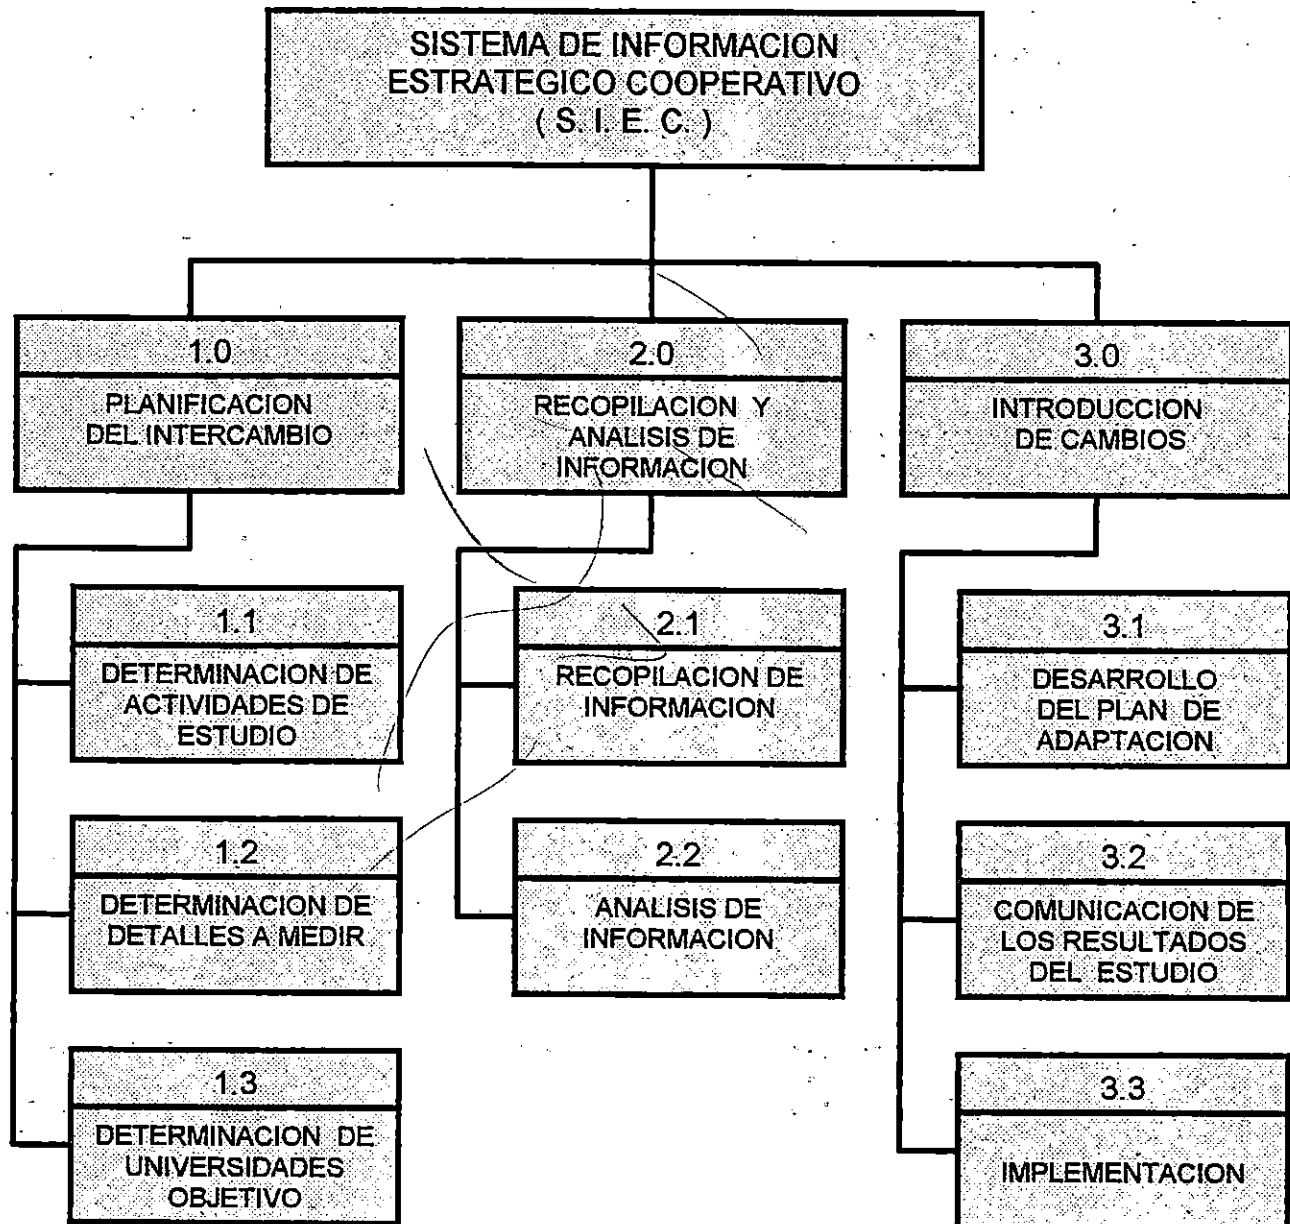 SISTEMA DE INFORMACION
ESTRATEGICO COOPERATIVO
( S. I. E. C. )
1.0
PLANIFICACION
DEL INTERCAMBIO
2.0
RECOPILACION Y
ANALISIS DE
INFORMACION
3.0
INTRODUCCION
DE CAMBIOS
1.1
DETERMINACION DE
ACTIVIDADES DE
ESTUDIO
2.1
RECOPILACION DE
INFORMACION
3.1
DESARROLLO
DEL PLAN DE
ADAPTACION
1.2
DETERMINACION DE
DETALLES A MEDIR
2.2
ANALISIS DE
INFORMACION
3.2
COMUNICACION DE
LOS RESULTADOS
DEL ESTUDIO
1.3
DETERMINACION DE
UNIVERSIDADES
OBJETIVO
3.3
IMPLEMENTACION